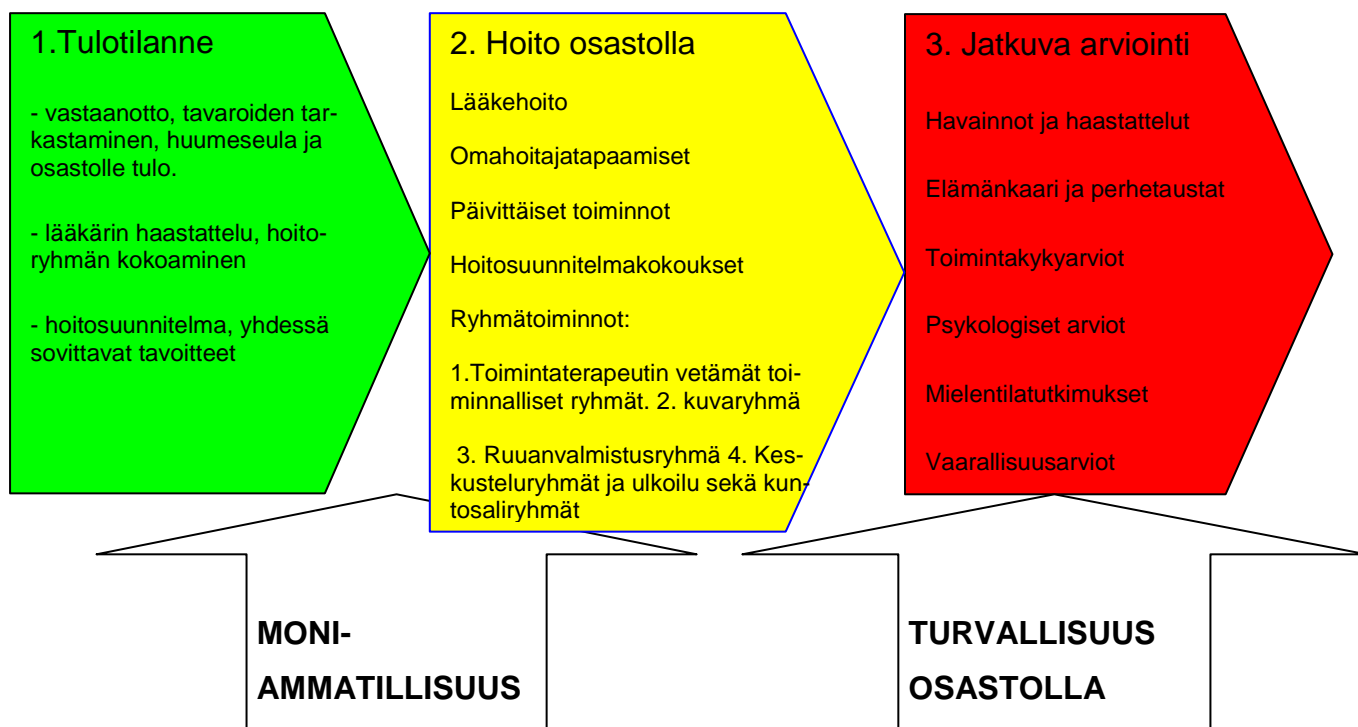 1.Tulotilanne
- vastaanotto, tavaroiden tar-
kastaminen, huumeseula ja
osastolle tulo.
- lääkärin haastattelu, hoito-
ryhmän kokoaminen
- hoitosuunnitelma, yhdessä
sovittavat tavoitteet
2. Hoito osastolla
Lääkehoito
Omahoitajatapaamiset
Päivittäiset toiminnot
Hoitosuunnitelmakokoukset
Ryhmätoiminnot:
1.Toimintaterapeutin vetämät toi-
minnalliset ryhmät. 2. kuvaryhmä
3. Ruuanvalmistusryhmä 4. Kes-
kusteluryhmät ja ulkoilu sekä kun-
tosaliryhmät
3. Jatkuva arviointi
Havainnot ja haastattelut
Elämänkaari ja perhetaustat
Toimintakykyarviot
Psykologiset arviot
Mielentilatutkimukset
Vaarallisuusarviot
MONI-
AMMATILLISUUS
TURVALLISUUS
OSASTOLLA